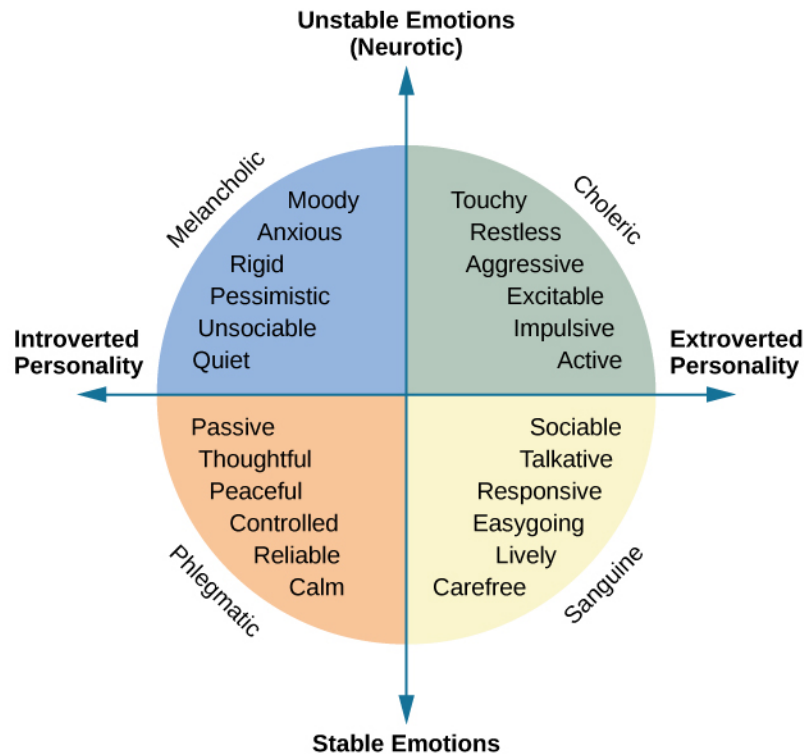 Unstable Emotions
(Neurotic)
Melancholic
Choleric
Moody
Anxious
Rigid
Pessimistic
Unsociable
Quiet
Touchy
Restless
Aggressive
Excitable
Impulsive
Active
Introverted
Personality
Extroverted
Personality
Passive
Thoughtful
Peaceful
Controlled
Reliable
Calm
Sociable
Talkative
Responsive
Easygoing
Lively
Carefree
Phlegmatic
Sanguine
Stable Emotions